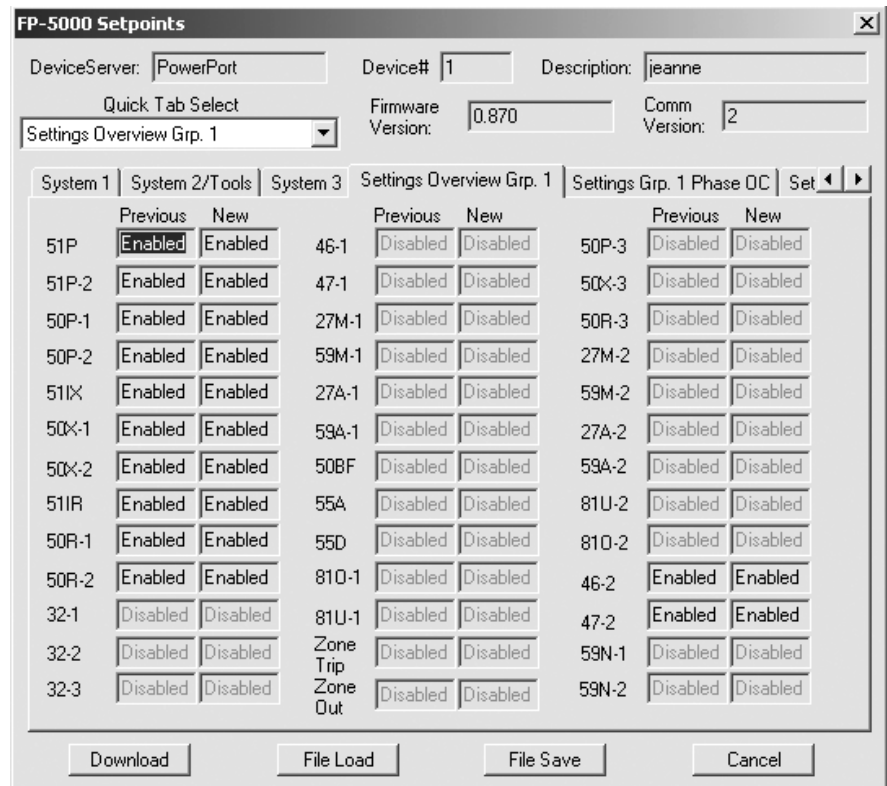 FP-5000 Setpoints
DeviceServer: PowerPort Device# 1 Description: jeanne
Quick Tab Select Firmware Version: 0.870 Comm Version: 2
Settings Overview Grp. 1
System 1 System 2/Tools System 3 Settings Overview Grp. 1 Settings Grp. 1 Phase OC Set
Previous New Previous New Previous New
51P Enabled Enabled 46-1 Disabled Disabled 50P-3 Disabled Disabled
51P-2 Enabled Enabled 47-1 Disabled Disabled 50X-3 Disabled Disabled
50P-1 Enabled Enabled 27M-1 Disabled Disabled 50R-3 Disabled Disabled
50P-2 Enabled Enabled 59M-1 Disabled Disabled 27M-2 Disabled Disabled
51IX Enabled Enabled 27A-1 Disabled Disabled 59M-2 Disabled Disabled
50X-1 Enabled Enabled 59A-1 Disabled Disabled 27A-2 Disabled Disabled
50X-2 Enabled Enabled 50BF Disabled Disabled 59A-2 Disabled Disabled
51IR Enabled Enabled 55A Disabled Disabled 81U-2 Disabled Disabled
50R-1 Enabled Enabled 55D Disabled Disabled 81O-2 Disabled Disabled
50R-2 Enabled Enabled 81O-1 Disabled Disabled 46-2 Enabled Enabled
32-1 Disabled Disabled 81U-1 Disabled Disabled 47-2 Enabled Enabled
32-2 Disabled Disabled Zone Trip Disabled Disabled 59N-1 Disabled Disabled
32-3 Disabled Disabled Zone Out Disabled Disabled 59N-2 Disabled Disabled
Download File Load File Save Cancel